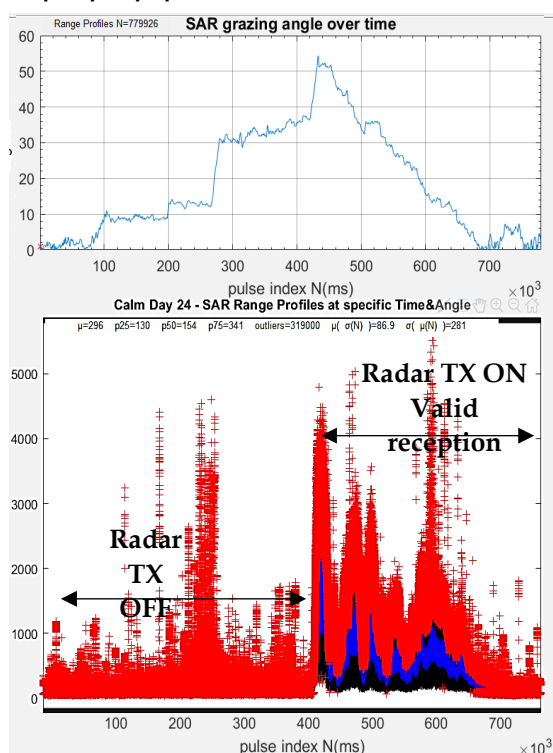 Range Profiles N=779926
SAR grazing angle over time
60
50
40
30
20
10
0
100 200 300 400 500 600 700
pulse index N(ms) × 10³
Calm Day 24 - SAR Range Profiles at specific Time&Angle
μ=296 p25=130 p50=154 p75=341 outliers=319000 μ( σ(N) )=86.9 σ( μ(N) )=281
5000
4000
3000
2000
1000
0
Radar TX ON
Valid
reception
Radar
TX
OFF
100 200 300 400 500 600 700
pulse index N(ms) × 10³